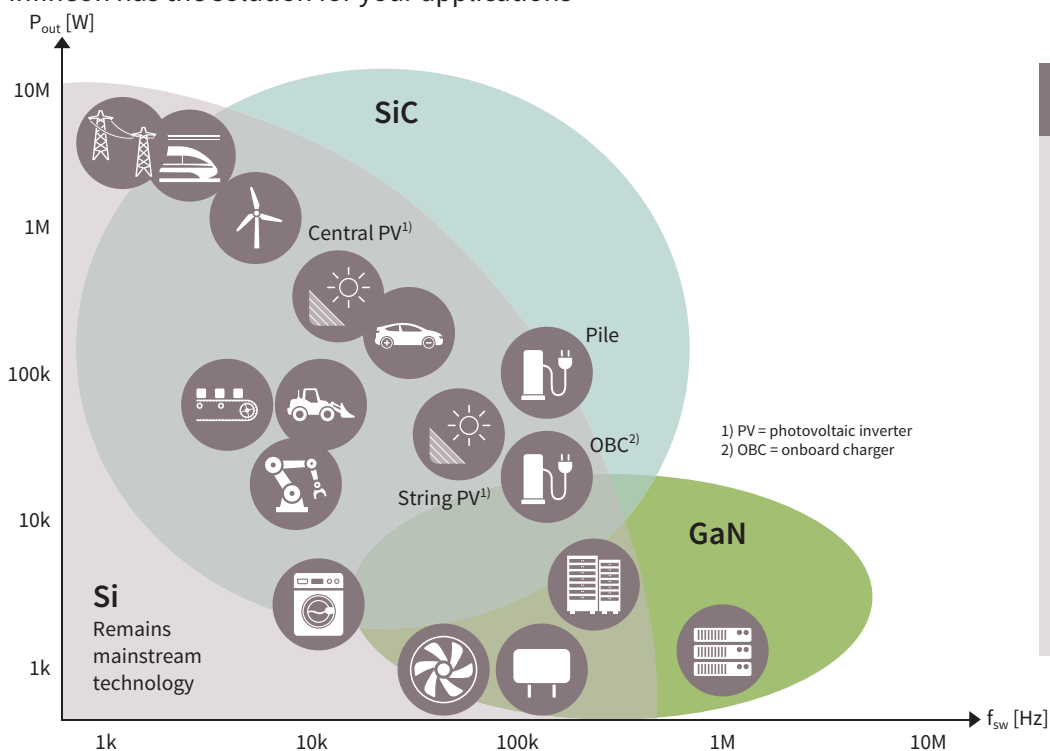 Infineon has the solution for your applications
Pout [W]
10M
SiC
1M
Central PV1)
Pile
100k
1) PV = photovoltaic inverter
2) OBC = onboard charger
OBC2)
String PV1)
10k
GaN
Si
Remains
mainstream
technology
1k
fsw [Hz]
1k 10k 100k 1M 10M